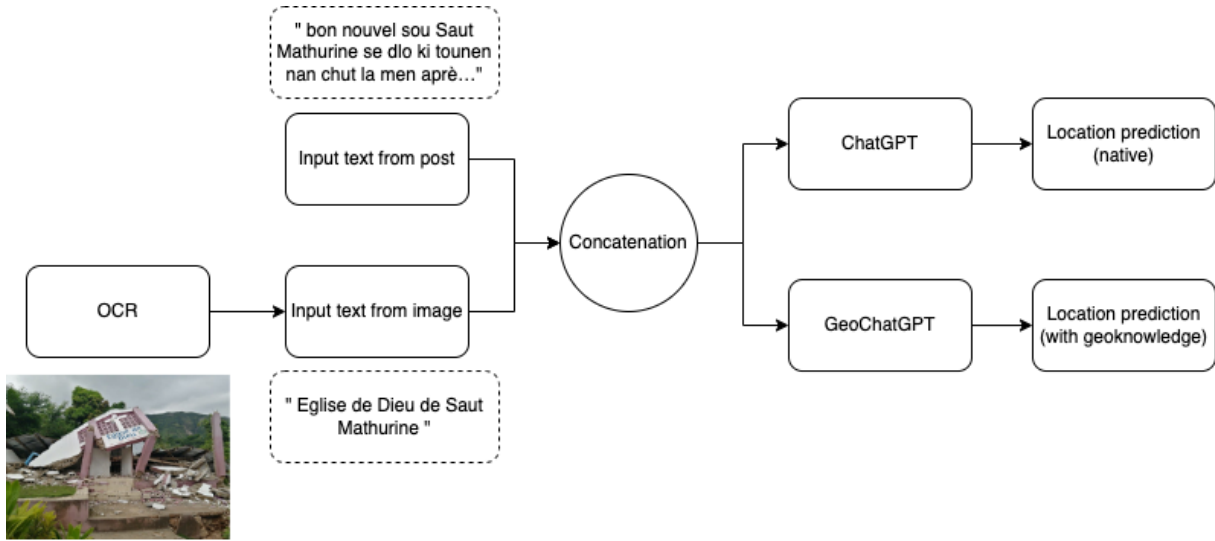 " bon nouvel sou Saut
Mathurine se dlo ki tounen
nan chut la men aprè..."
Input text from post
ChatGPT
Location prediction
(native)
Concatenation
OCR
Input text from image
GeoChatGPT
Location prediction
(with geoknowledge)
" Eglise de Dieu de Saut
Mathurine "